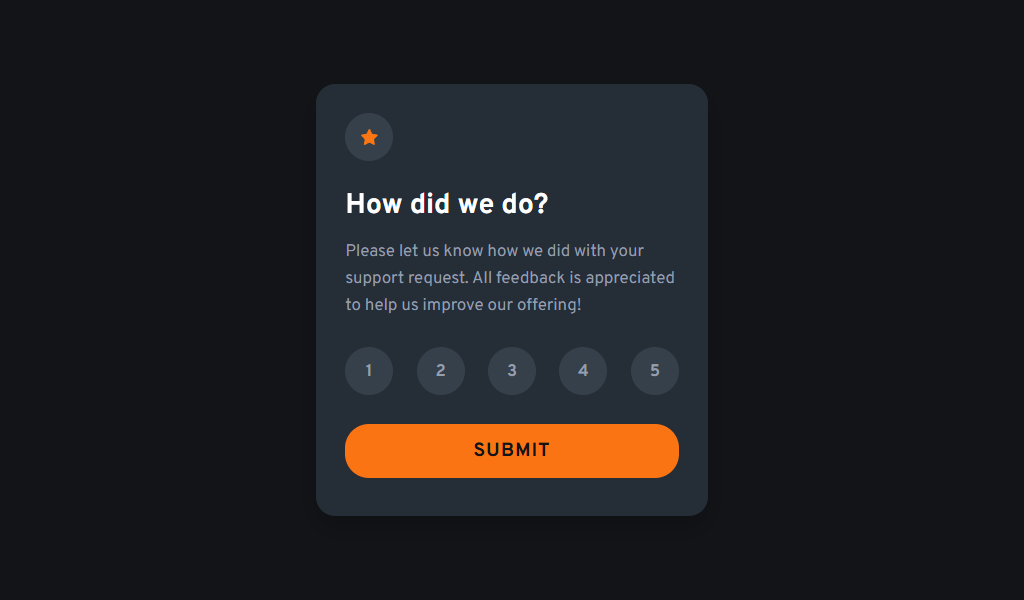 How did we do?
Please let us know how we did with your
support request. All feedback is appreciated
to help us improve our offering!
1 2 3 4 5
SUBMIT